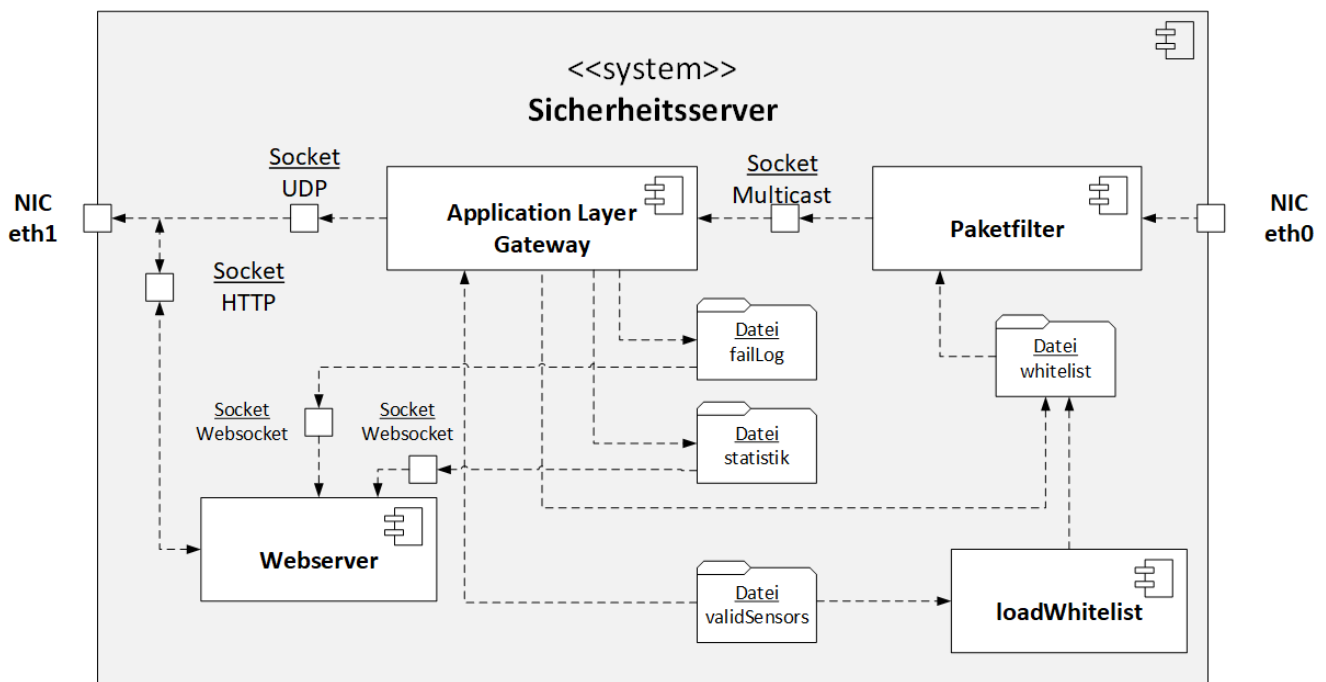 <<system>>
Sicherheitsserver
NIC
eth1
Socket
UDP
Application Layer
Gateway
Socket
Multicast
Paketfilter
NIC
eth0
Socket
HTTP
Datei
failLog
Datei
whitelist
Socket
Websocket
Socket
Websocket
Datei
statistik
Webserver
Datei
validSensors
loadWhitelist